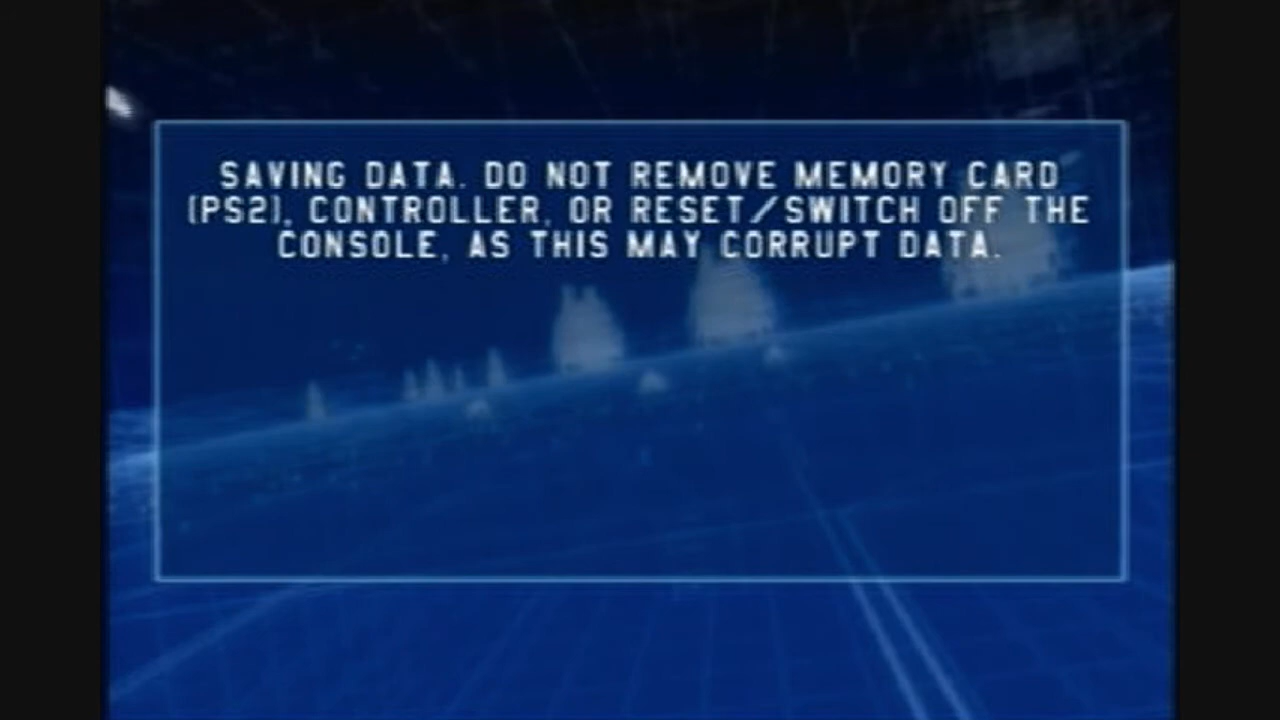 SAVING DATA. DO NOT REMOVE MEMORY CARD
(PS2), CONTROLLER, OR RESET/SWITCH OFF THE
CONSOLE, AS THIS MAY CORRUPT DATA.